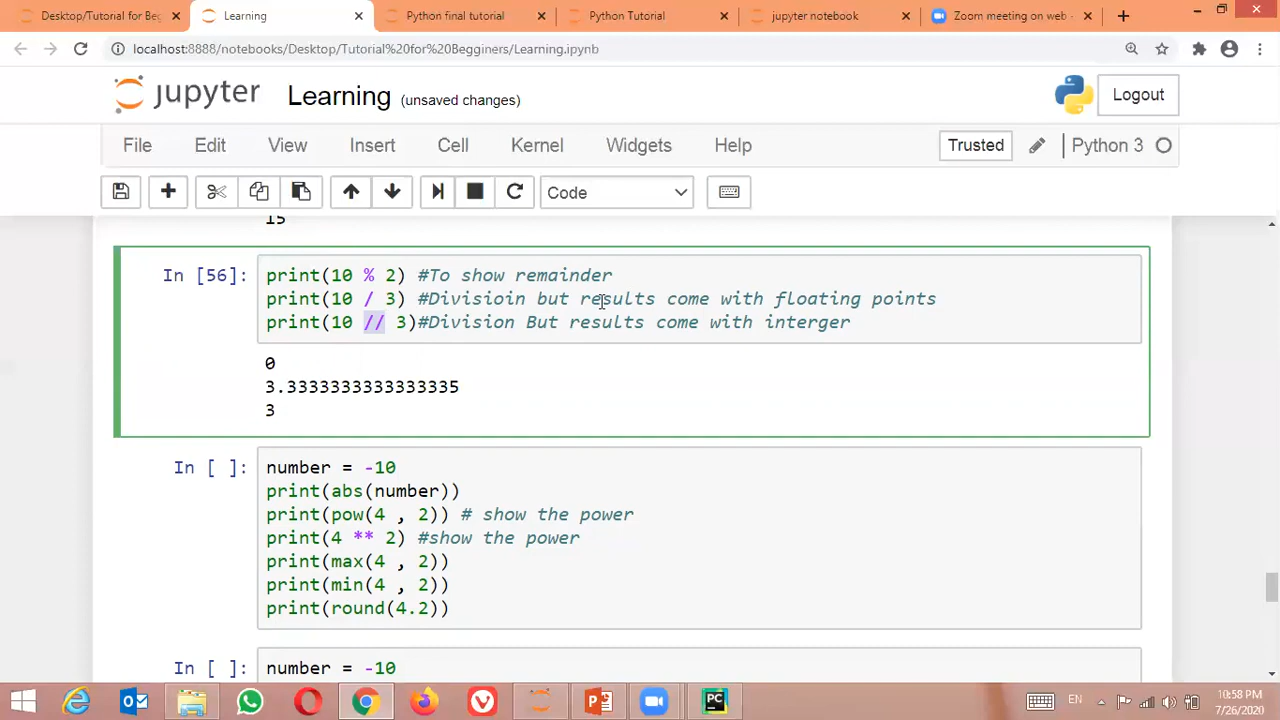 Desktop/Tutorial for Beg
Learning
Python final tutorial
Python Tutorial
jupyter notebook
Zoom meeting on web -
localhost:8888/notebooks/Desktop/Tutorial%20for%20Begginers/Learning.ipynb
jupyter Learning (unsaved changes)
Logout
File Edit View Insert Cell Kernel Widgets Help Trusted Python 3
Code
15
In [56]: print(10 % 2) #To show remainder
print(10 / 3) #Divisioin but results come with floating points
print(10 // 3)#Division But results come with interger
0
3.3333333333333335
3
In [ ]: number = -10
print(abs(number))
print(pow(4 , 2)) # show the power
print(4 ** 2) #show the power
print(max(4 , 2))
print(min(4 , 2))
print(round(4.2))
In [ ]: number = -10
EN
10:58 PM
7/26/2020